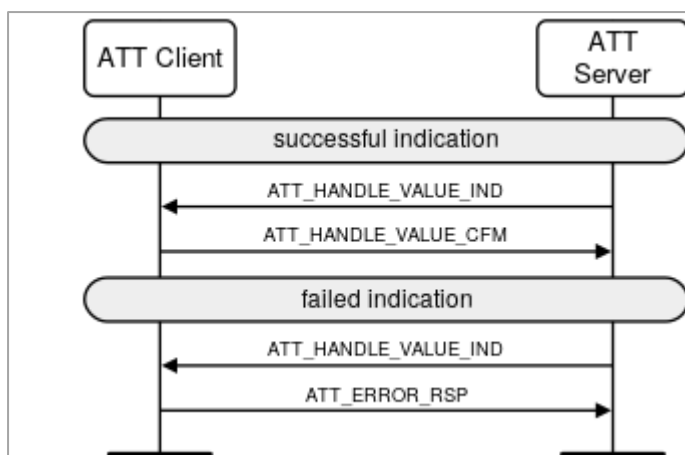 ATT Client
ATT
Server
successful indication
ATT_HANDLE_VALUE_IND
ATT_HANDLE_VALUE_CFM
failed indication
ATT_HANDLE_VALUE_IND
ATT_ERROR_RSP